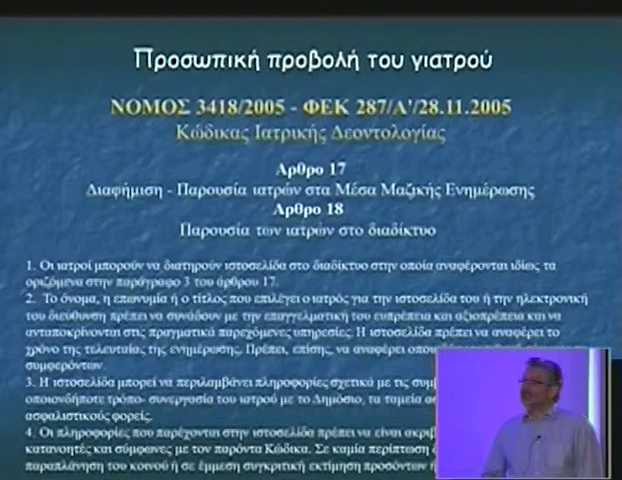 Προσωπική προβολή του γιατρού
ΝΟΜΟΣ 3418/2005 - ΦΕΚ 287/Α'/28.11.2005
Κώδικας Ιατρικής Δεοντολογίας
Αρθρο 17
Διαφήμιση - Παρουσία ιατρών στα Μέσα Μαζικής Ενημέρωσης
Αρθρο 18
Παρουσία των ιατρών στο διαδίκτυο
1. Οι ιατροί μπορούν να διατηρούν ιστοσελίδα στο διαδίκτυο στην οποία αναφέρονται ιδίως τα
οριζόμενα στην παράγραφο 3 του άρθρου 17.
2. Το όνομα, η επωνυμία ή ο τίτλος που επιλέγει ο ιατρός για την ιστοσελίδα του ή την ηλεκτρονική
του διεύθυνση πρέπει να συνάδουν με την επαγγελματική του ευπρέπεια και αξιοπρέπεια και να
ανταποκρίνονται στις πραγματικά παρεχόμενες υπηρεσίες. Η ιστοσελίδα πρέπει να αναφέρει το
χρόνο της τελευταίας της ενημέρωσης. Πρέπει, επίσης, να αναφέρει
συμφερόντων.
3. Η ιστοσελίδα μπορεί να περιλαμβάνει πληροφορίες σχετικά με τις
οποιονδήποτε τρόπο- συνεργασία του ιατρού με το Δημόσιο, τα ταμεία
ασφαλιστικούς φορείς.
4. Οι πληροφορίες που παρέχονται στην ιστοσελίδα πρέπει να είναι
κατανοητές και σύμφωνες με τον παρόντα Κώδικα. Σε καμία περίπτωση
παραπλάνηση του κοινού ή σε έμμεση συγκριτική εκτίμηση προσόντων ή